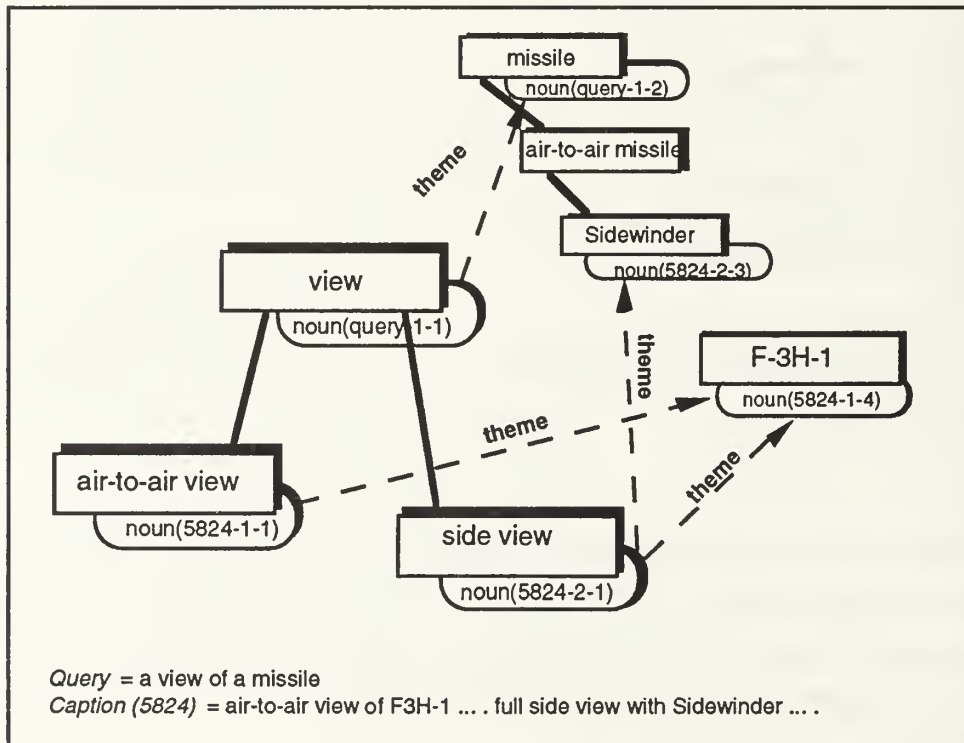 missile
noun(query-1-2)
theme
air-to-air missile
Sidewinder
noun(5824-2-3)
view
noun(query-1-1)
theme
F-3H-1
noun(5824-1-4)
theme
theme
air-to-air view
noun(5824-1-1)
side view
noun(5824-2-1)
Query = a view of a missile
Caption (5824) = air-to-air view of F3H-1 ... . full side view with Sidewinder ... .